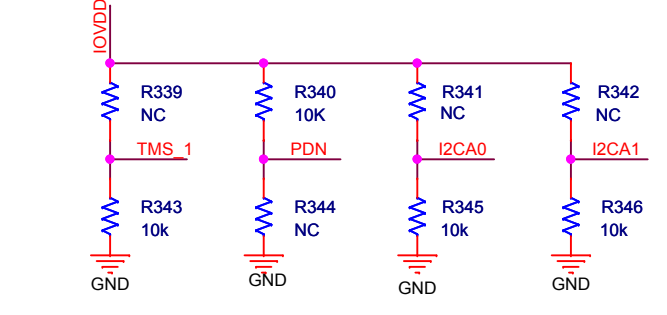 IOVDD
R339
NC
R340
10K
R341
NC
R342
NC
TMS_1
PDN
I2CA0
I2CA1
R343
10k
R344
NC
R345
10k
R346
10k
GND
GND
GND
GND